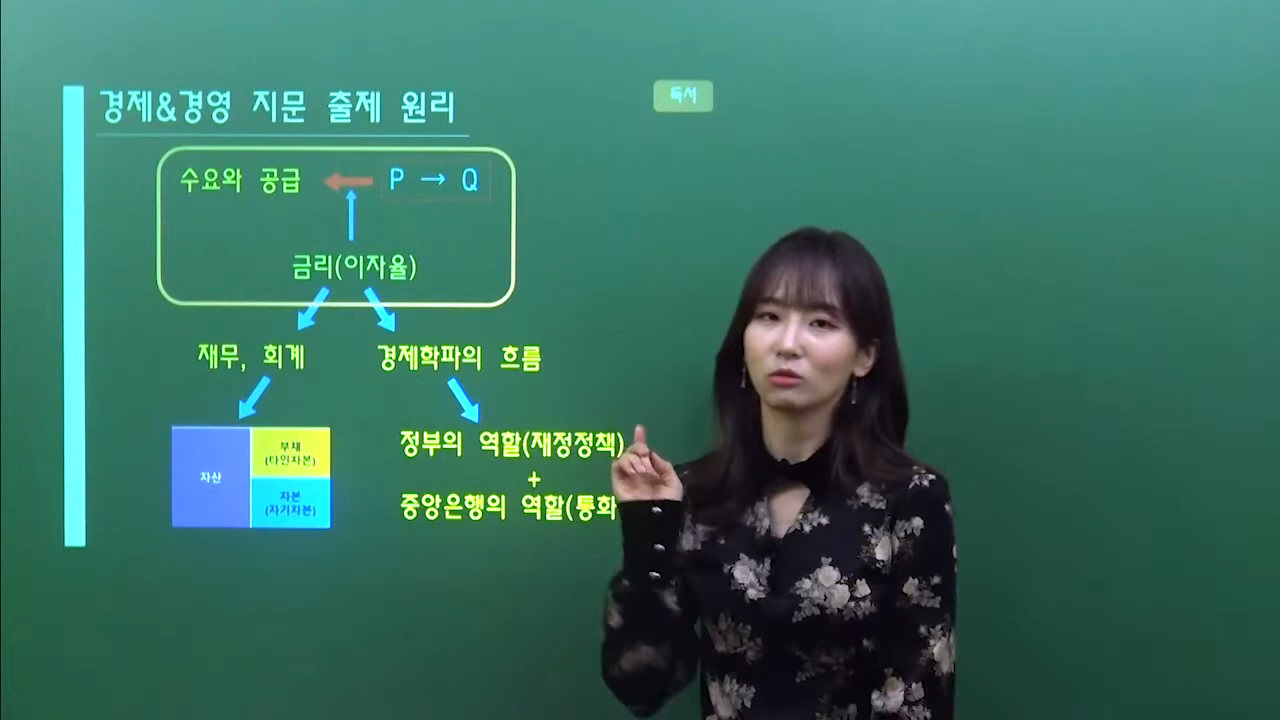 경제&경영 지문 출제 원리
독서
수요와 공급 ← P → Q
금리(이자율)
재무, 회계
경제학파의 흐름
자산
부채
(타인자본)
자본
(자기자본)
정부의 역할(재정정책)
+
중앙은행의 역할(통화